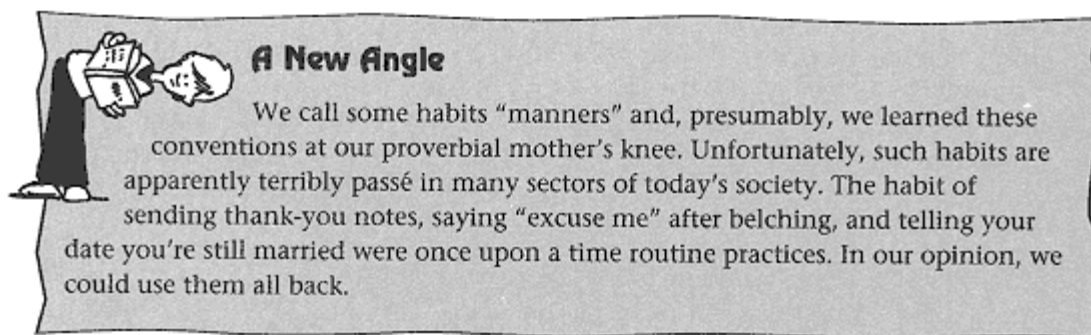 A New Angle
We call some habits “manners” and, presumably, we learned these
conventions at our proverbial mother’s knee. Unfortunately, such habits are
apparently terribly passé in many sectors of today’s society. The habit of
sending thank-you notes, saying “excuse me” after belching, and telling your
date you’re still married were once upon a time routine practices. In our opinion, we
could use them all back.